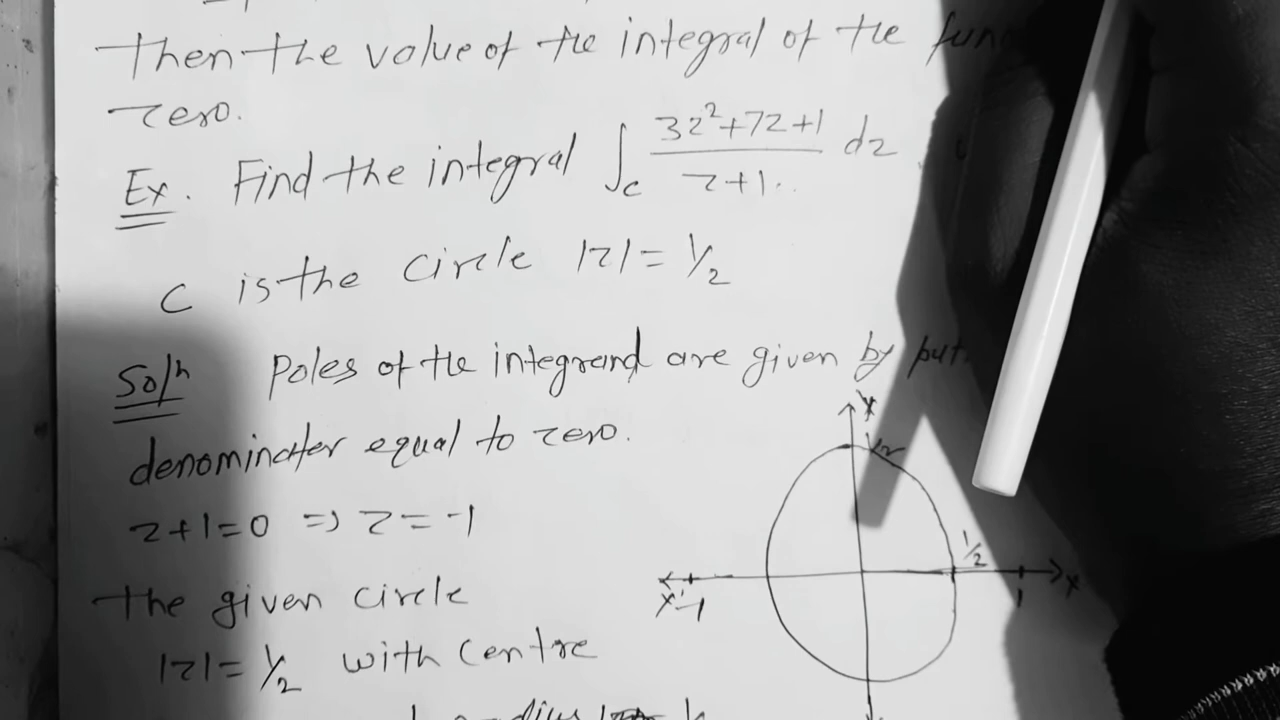 Then the value of the integral of the
zero.
Ex. Find the integral ∫c (3z²+7z+1)/(z+1) dz
C is the circle |z| = 1/2
Soln Poles of the integrand are given by put
denominater equal to zero.
z+1=0 => z = -1
The given circle
|z| = 1/2 with centre
Y
1/2
1/2
X' -1 1 X